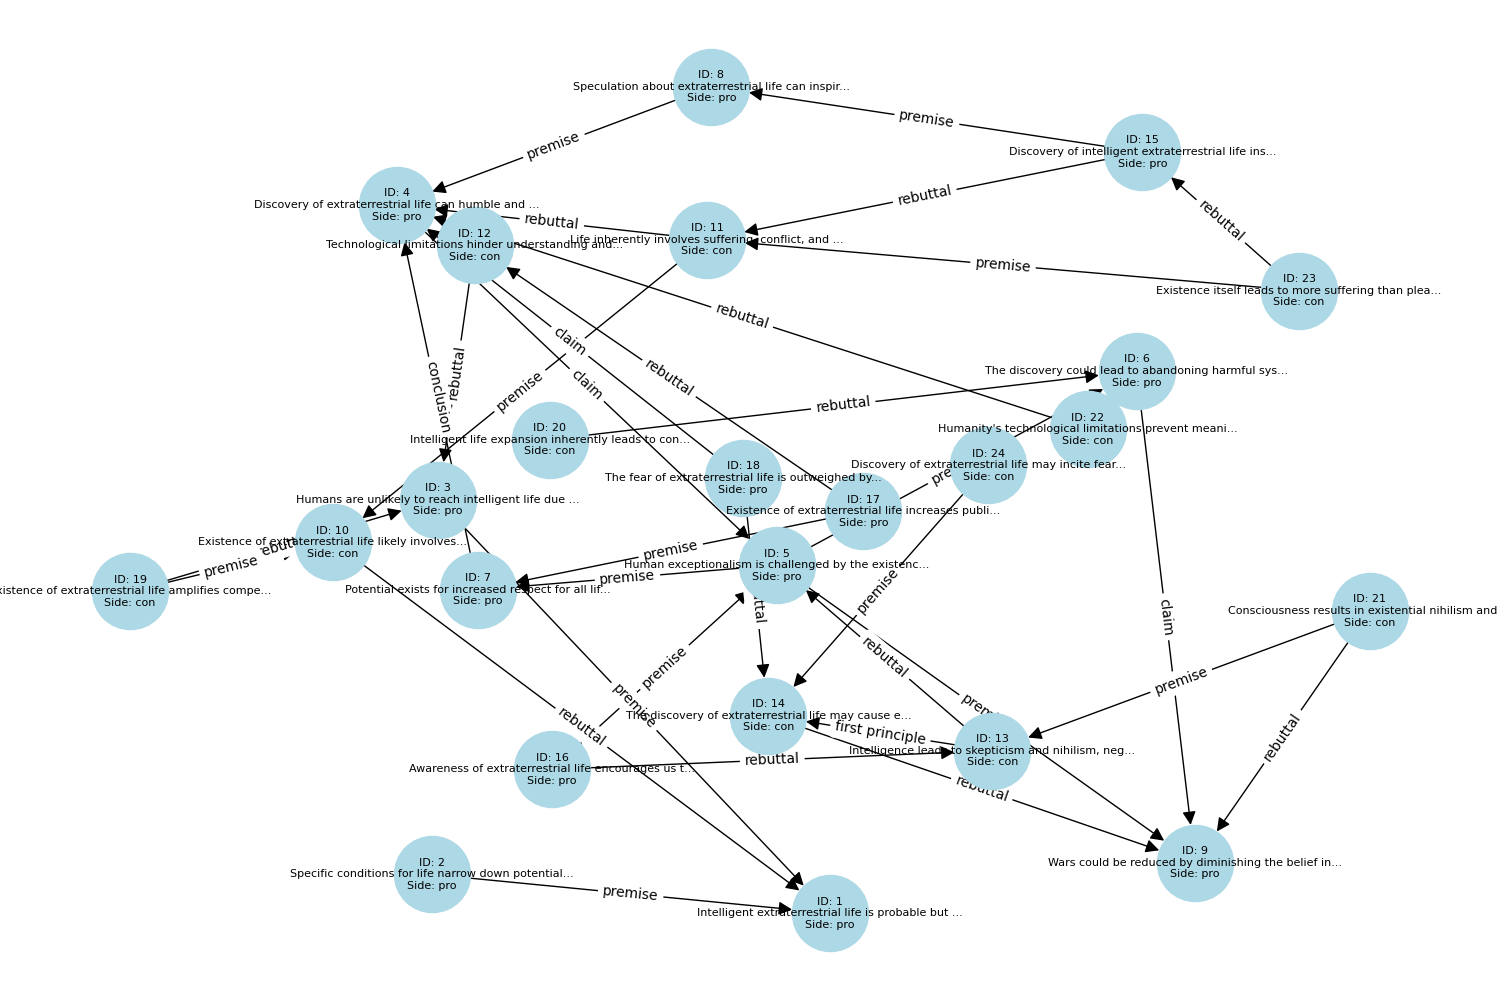 ID: 8
Speculation about extraterrestrial life can inspir...
Side: pro
premise
premise
ID: 15
Discovery of intelligent extraterrestrial life ins...
Side: pro
ID: 4
Discovery of extraterrestrial life can humble and ...
Side: pro
rebuttal
rebuttal
rebuttal
ID: 12
Technological limitations hinder understanding and...
Side: con
ID: 11
Life inherently involves suffering, conflict, and ...
Side: con
premise
ID: 23
Existence itself leads to more suffering than plea...
Side: con
rebuttal
claim
claim
rebuttal
rebuttal
conclusion
premise
ID: 6
The discovery could lead to abandoning harmful sys...
Side: pro
rebuttal
ID: 20
Intelligent life expansion inherently leads to con...
Side: con
ID: 22
Humanity's technological limitations prevent meani...
Side: con
ID: 18
The fear of extraterrestrial life is outweighed by...
Side: pro
ID: 24
Discovery of extraterrestrial life may incite fear...
Side: con
ID: 3
Humans are unlikely to reach intelligent life due ...
Side: pro
ID: 17
Existence of extraterrestrial life increases publi...
Side: pro
ID: 10
Existence of extraterrestrial life likely involves...
Side: con
premise
premise
premise
ID: 5
Human exceptionalism is challenged by the existenc...
Side: pro
ID: 19
xistence of extraterrestrial life amplifies compe...
Side: con
ID: 7
Potential exists for increased respect for all lif...
Side: pro
premise
claim
ID: 21
Consciousness results in existential nihilism and
Side: con
rebuttal
premise
premise
premise
rebuttal
ID: 14
The discovery of extraterrestrial life may cause e...
Side: con
first principle
rebuttal
rebuttal
ID: 13
Intelligence leads to skepticism and nihilism, neg...
Side: con
ID: 16
Awareness of extraterrestrial life encourages us t...
Side: pro
rebuttal
rebuttal
ID: 9
Wars could be reduced by diminishing the belief in...
Side: pro
ID: 2
Specific conditions for life narrow down potential...
Side: pro
premise
ID: 1
Intelligent extraterrestrial life is probable but ...
Side: pro